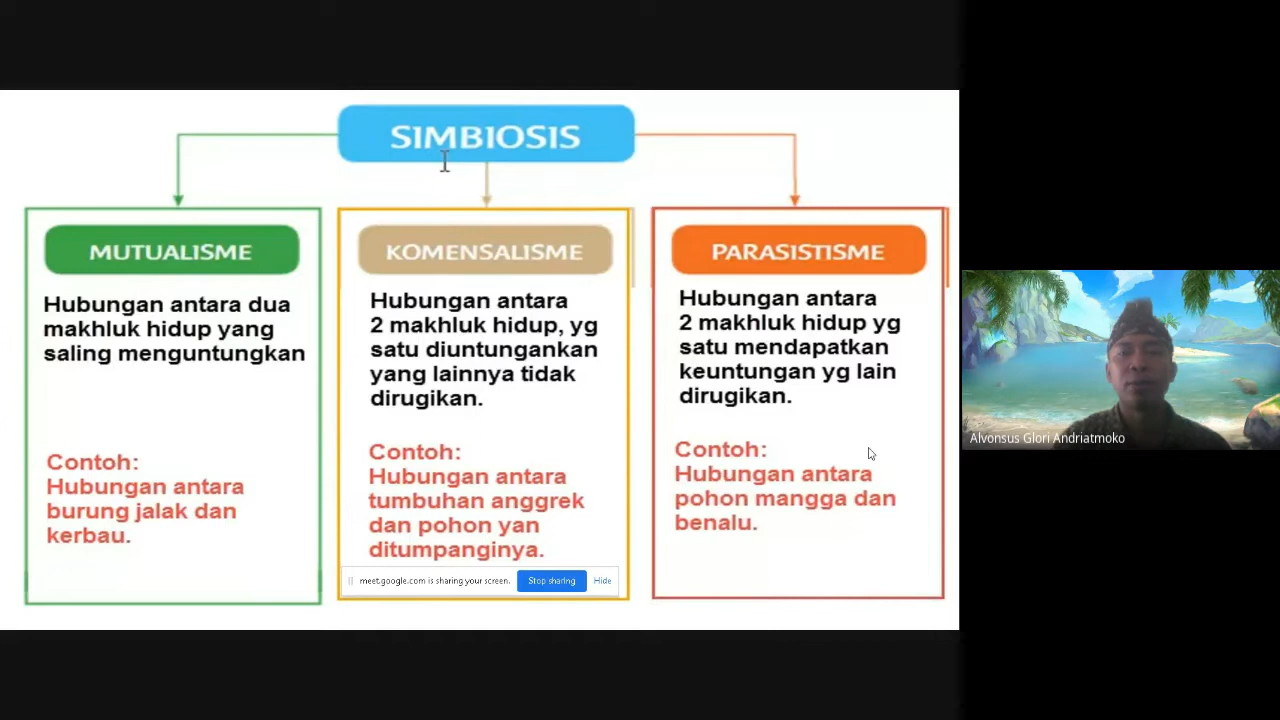 SIMBIOSIS
MUTUALISME
Hubungan antara dua
makhluk hidup yang
saling menguntungkan
Contoh:
Hubungan antara
burung jalak dan
kerbau.
KOMENSALISME
Hubungan antara
2 makhluk hidup, yg
satu diuntungankan
yang lainnya tidak
dirugikan.
Contoh:
Hubungan antara
tumbuhan anggrek
dan pohon yan
ditumpanginya.
meet.google.com is sharing your screen.
Stop sharing
Hide
PARASISTISME
Hubungan antara
2 makhluk hidup yg
satu mendapatkan
keuntungan yg lain
dirugikan.
Contoh:
Hubungan antara
pohon mangga dan
benalu.
Alvonsus Glori Andriatmoko